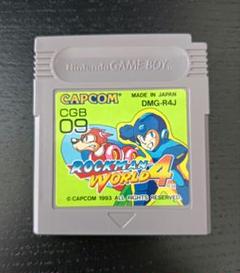 Nintendo GAME BOY
CAPCOM
MADE IN JAPAN
DMG-R4J
CGB
09
ROCKMAN
WORLD 4
© CAPCOM 1993 ALL RIGHTS RESERVED